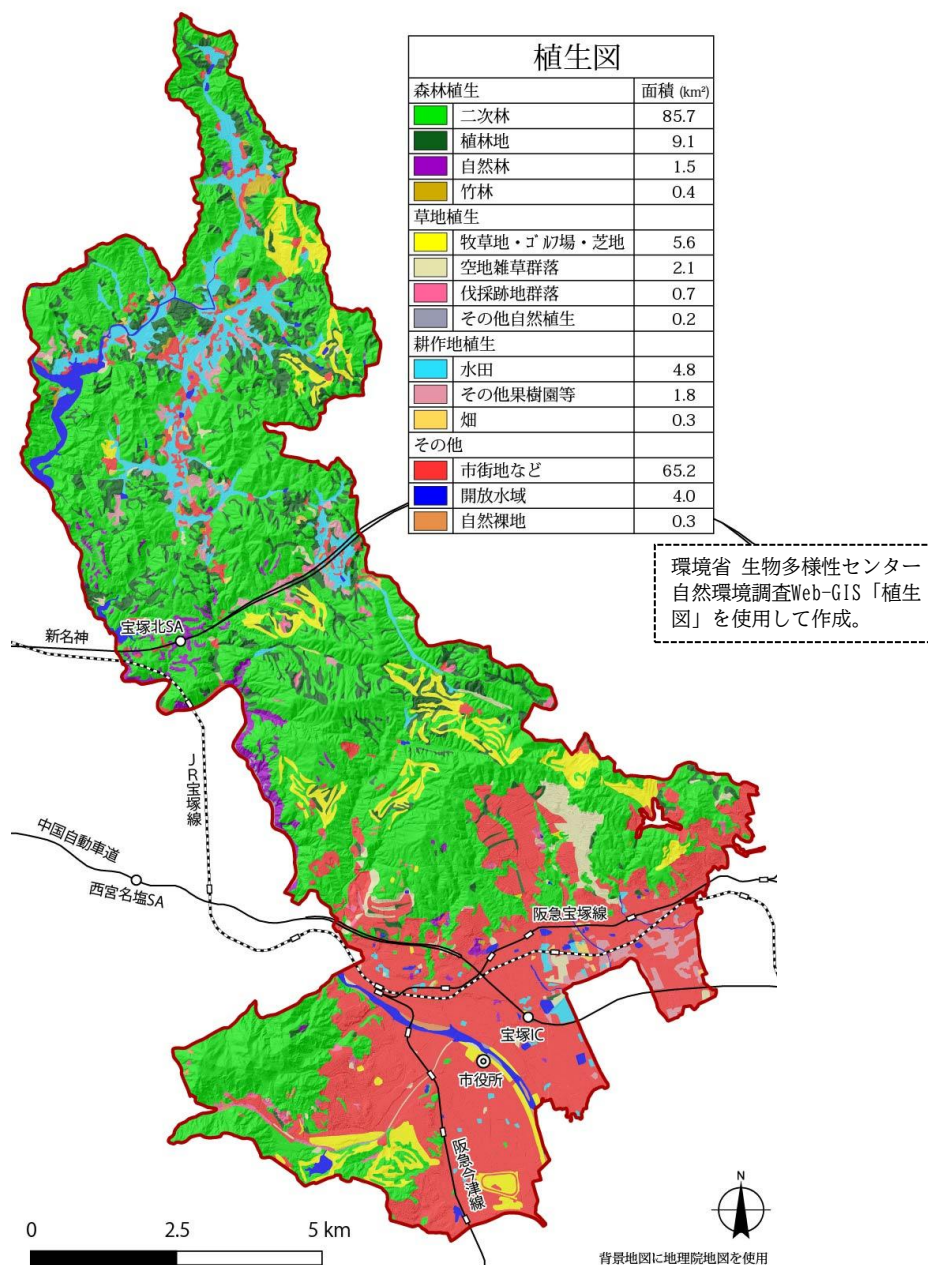 植生図
森林植生 面積 (km²)
二次林 85.7
植林地 9.1
自然林 1.5
竹林 0.4
草地植生
牧草地・ｺﾞﾙﾌ場・芝地 5.6
空地雑草群落 2.1
伐採跡地群落 0.7
その他自然植生 0.2
耕作地植生
水田 4.8
その他果樹園等 1.8
畑 0.3
その他
市街地など 65.2
開放水域 4.0
自然裸地 0.3
環境省 生物多様性センター
自然環境調査Web-GIS「植生
図」を使用して作成。
新名神
宝塚北SA
JR宝塚線
中国自動車道
西宮名塩SA
阪急宝塚線
宝塚IC
市役所
阪急今津線
0 2.5 5 km
N
背景地図に地理院地図を使用